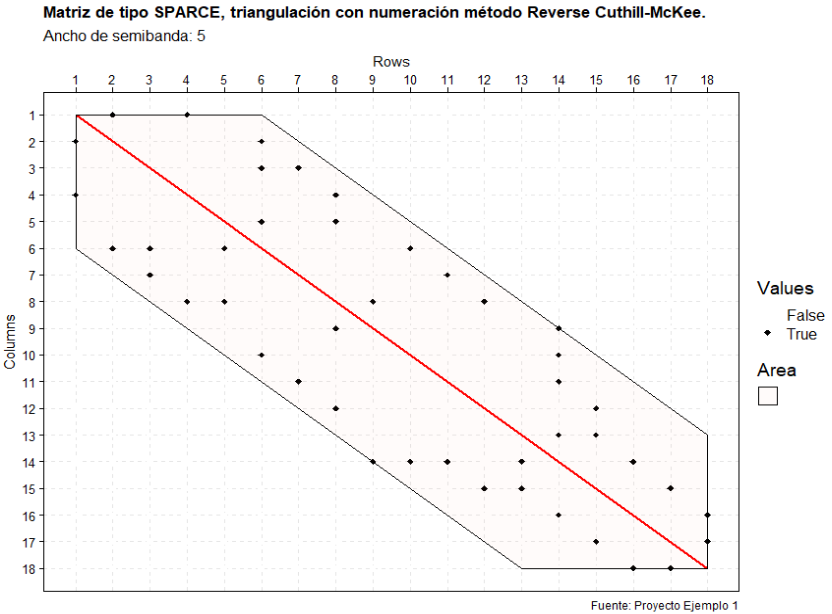 Matriz de tipo SPARCE, triangulación con numeración método Reverse Cuthill-McKee.
Ancho de semibanda: 5
Rows
1 2 3 4 5 6 7 8 9 10 11 12 13 14 15 16 17 18
1
2
3
4
5
6
7
8
9
10
11
12
13
14
15
16
17
18
Columns
Values
False
True
Area
Fuente: Proyecto Ejemplo 1